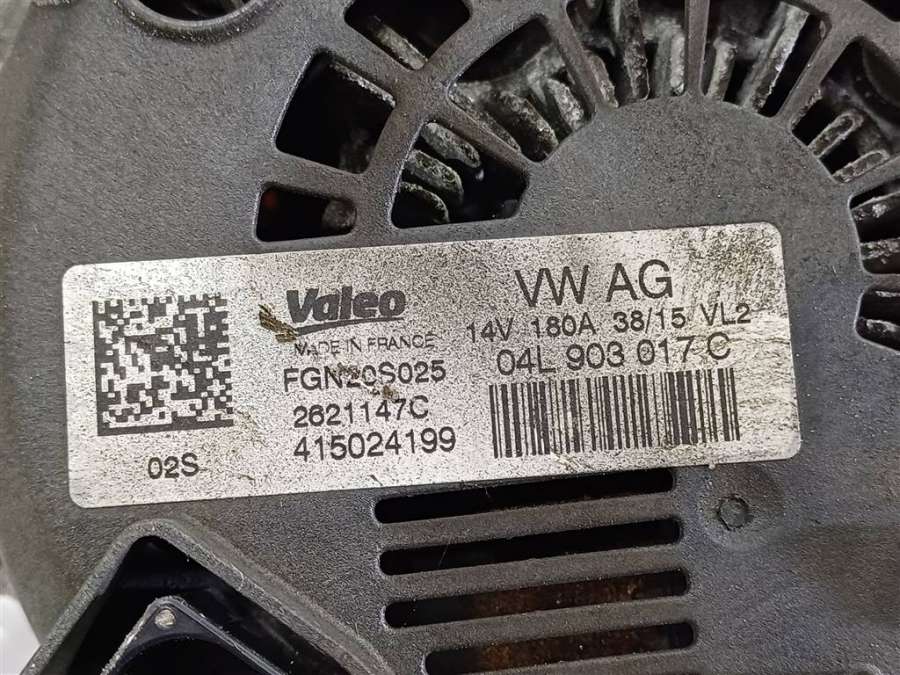 Valeo
MADE IN FRANCE
FGN20S025
2621147C
415024199
02S
VW AG
14V 180A 38/15 VL2
04L 903 017 C